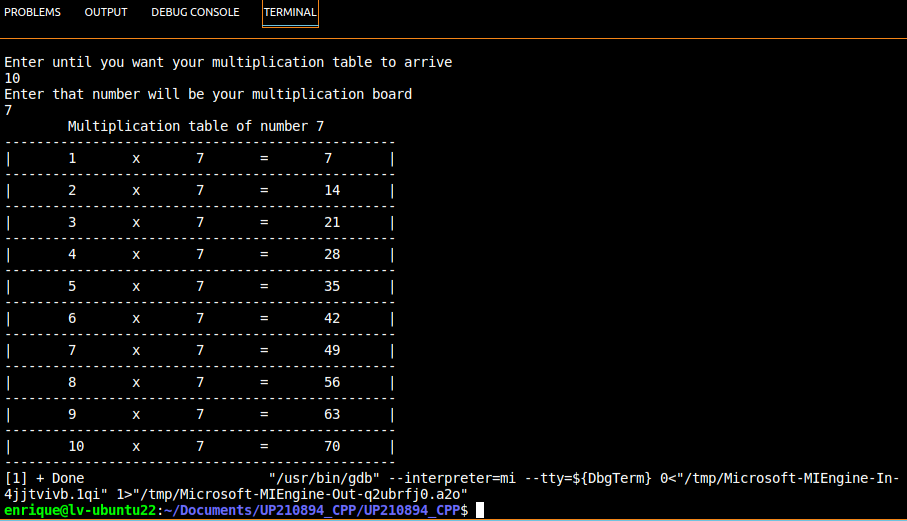 PROBLEMS OUTPUT DEBUG CONSOLE TERMINAL
Enter until you want your multiplication table to arrive
10
Enter that number will be your multiplication board
7
        Multiplication table of number 7
-------------------------------------------------
|       1       x       7       =       7       |
-------------------------------------------------
|       2       x       7       =       14      |
-------------------------------------------------
|       3       x       7       =       21      |
-------------------------------------------------
|       4       x       7       =       28      |
-------------------------------------------------
|       5       x       7       =       35      |
-------------------------------------------------
|       6       x       7       =       42      |
-------------------------------------------------
|       7       x       7       =       49      |
-------------------------------------------------
|       8       x       7       =       56      |
-------------------------------------------------
|       9       x       7       =       63      |
-------------------------------------------------
|       10      x       7       =       70      |
-------------------------------------------------
[1] + Done                       "/usr/bin/gdb" --interpreter=mi --tty=${DbgTerm} 0<"/tmp/Microsoft-MIEngine-In-
4jjtvivb.1qi" 1>"/tmp/Microsoft-MIEngine-Out-q2ubrfj0.a2o"
enrique@lv-ubuntu22:~/Documents/UP210894_CPP/UP210894_CPP$